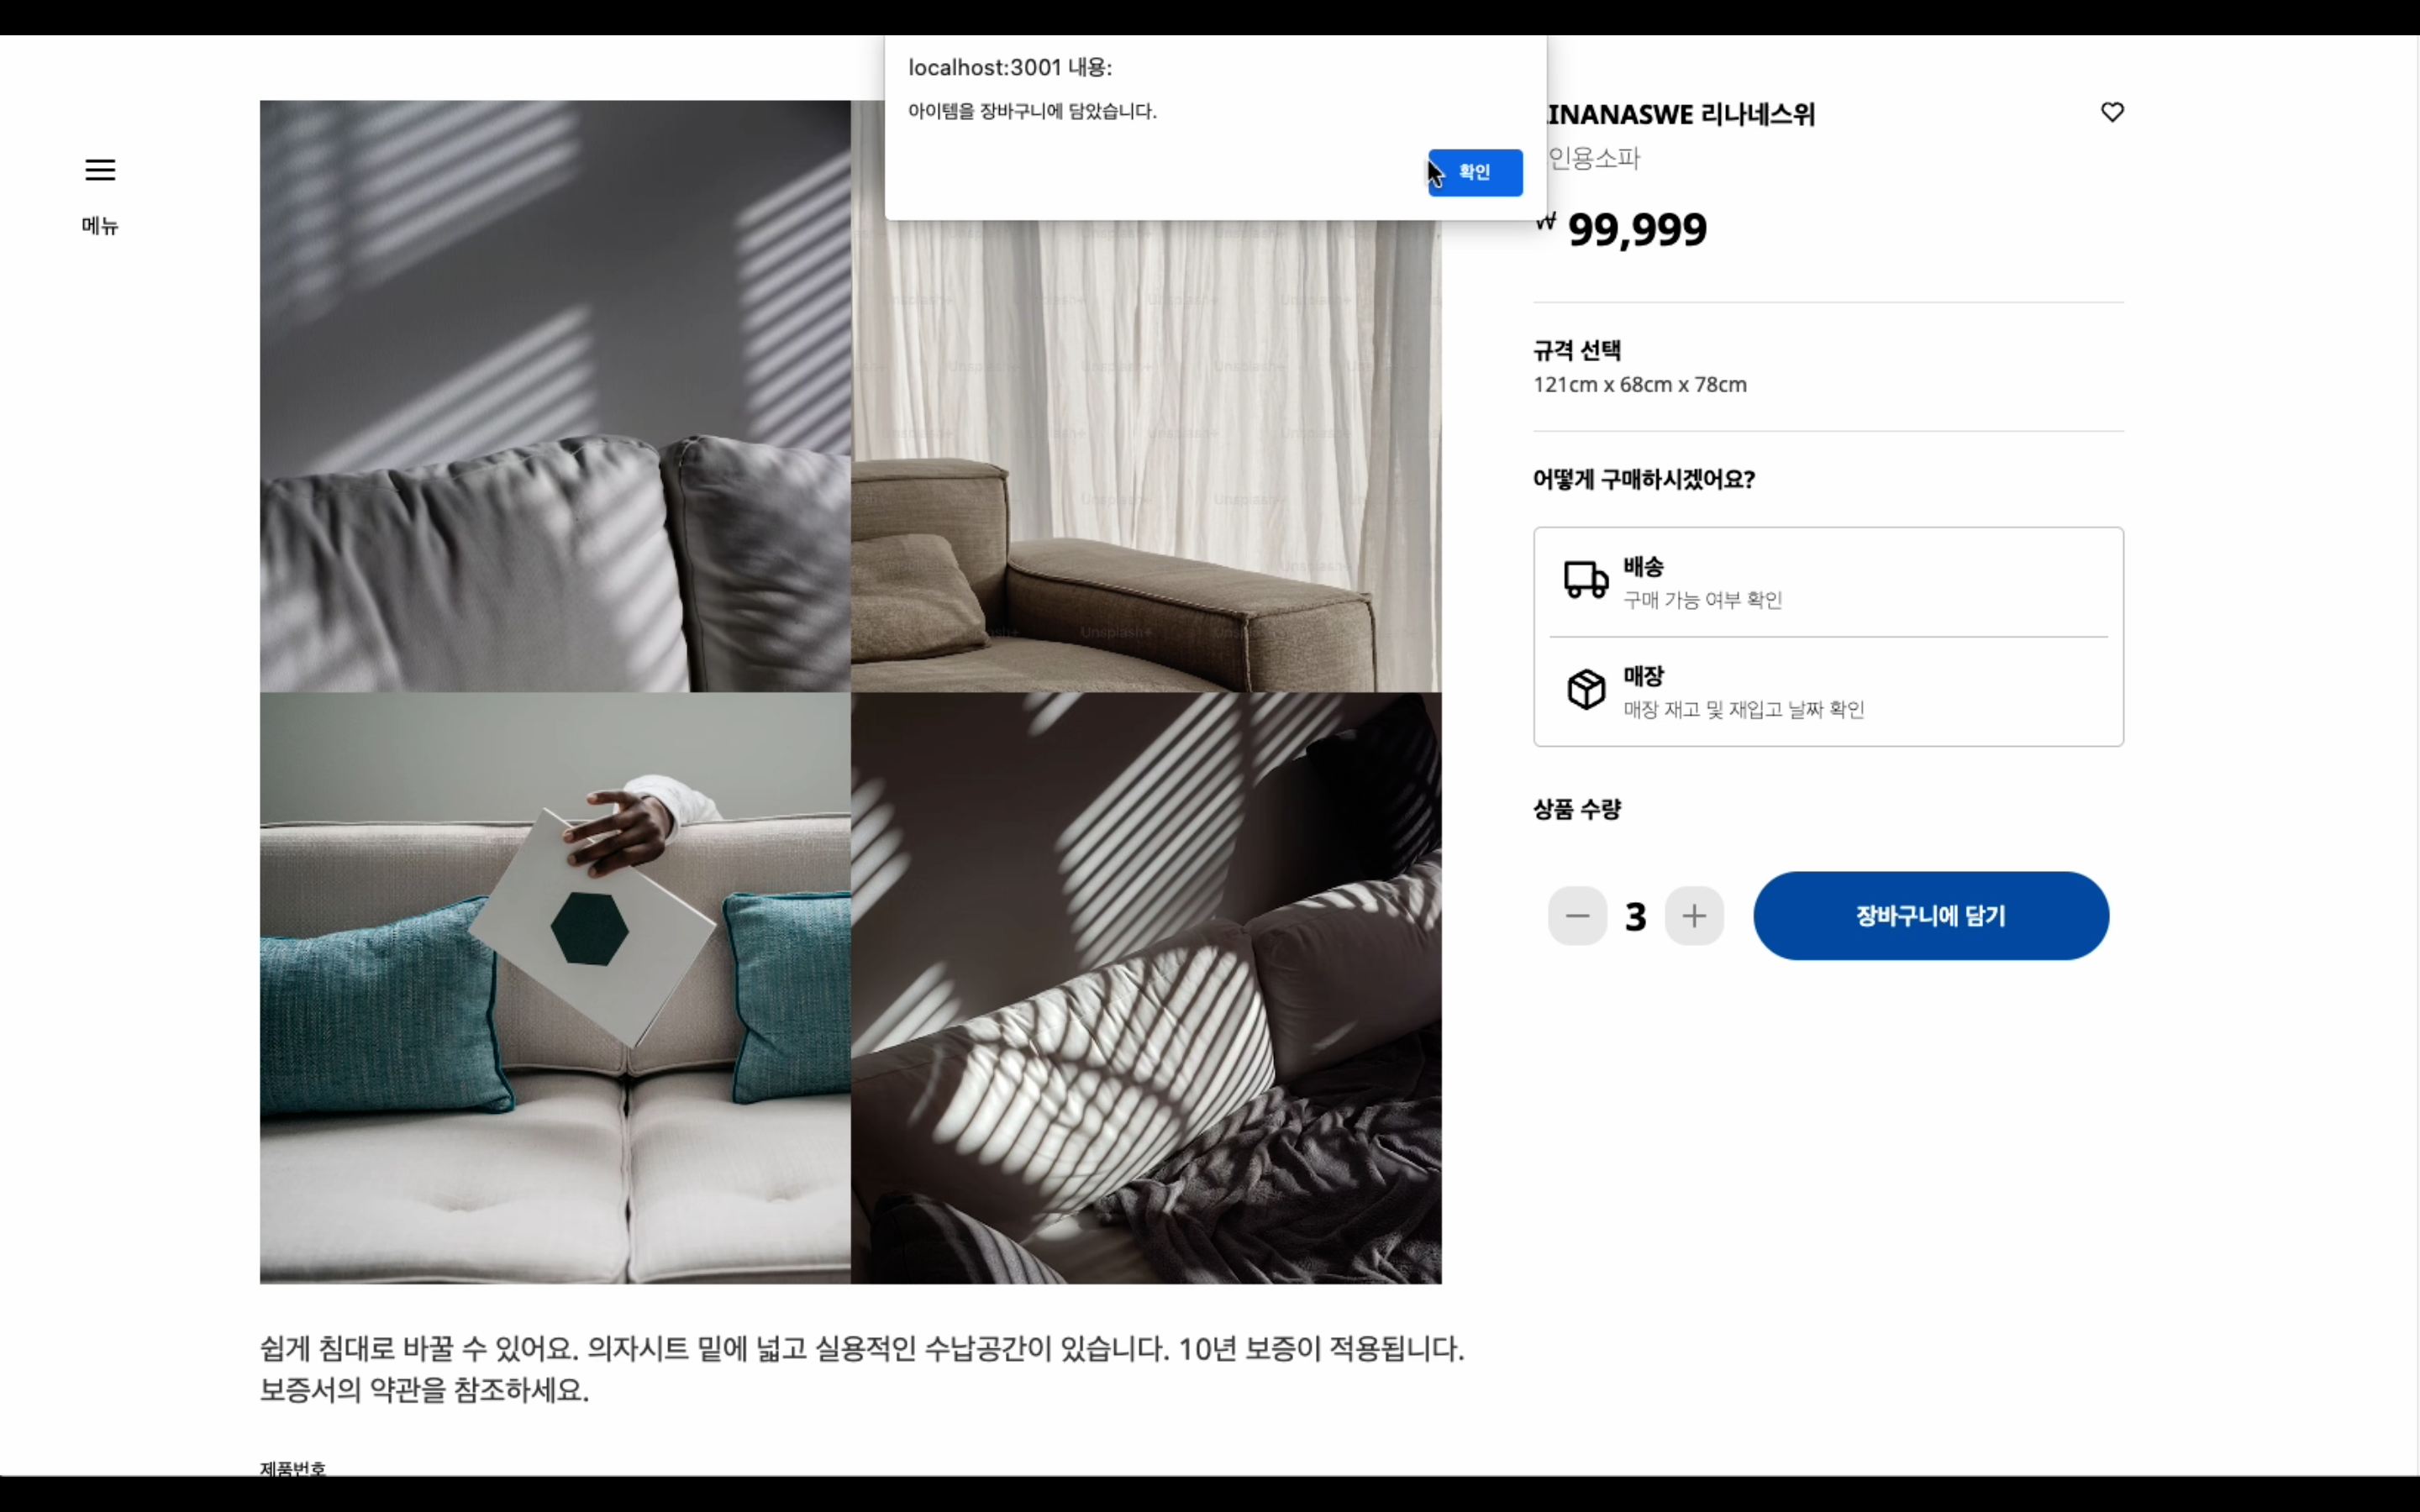 localhost:3001 내용:
아이템을 장바구니에 담았습니다.
확인
메뉴
INANASWE 리나네스위
인용소파
₩ 99,999
규격 선택
121cm x 68cm x 78cm
어떻게 구매하시겠어요?
배송
구매 가능 여부 확인
매장
매장 재고 및 재입고 날짜 확인
상품 수량
3
장바구니에 담기
Unsplash+
쉽게 침대로 바꿀 수 있어요. 의자시트 밑에 넓고 실용적인 수납공간이 있습니다. 10년 보증이 적용됩니다.
보증서의 약관을 참조하세요.
제품번호